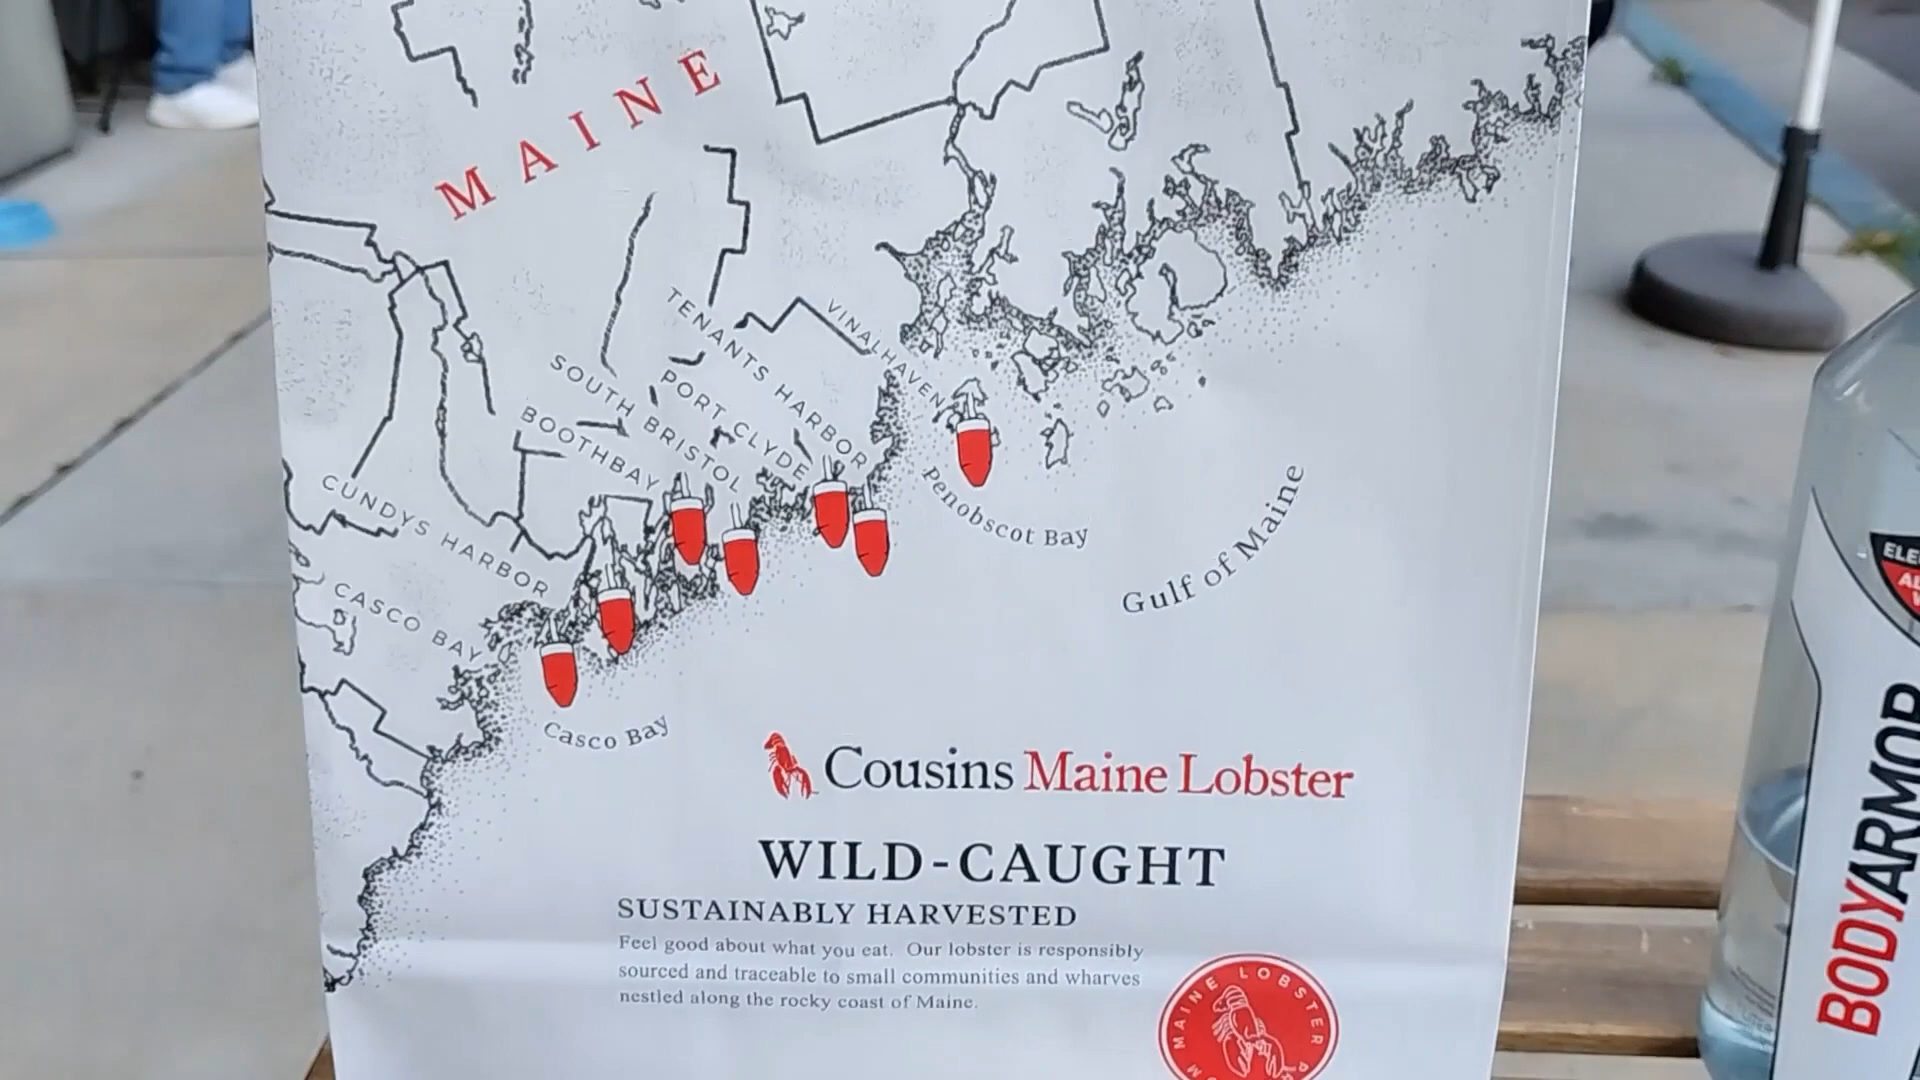 MAINE
VINALHAVEN
TENANTS HARBOR
PORT CLYDE
SOUTH BRISTOL
BOOTHBAY
CUNDYS HARBOR
CASCO BAY
Penobscot Bay
Gulf of Maine
Casco Bay
Cousins Maine Lobster
WILD-CAUGHT
SUSTAINABLY HARVESTED
Feel good about what you eat. Our lobster is responsibly
sourced and traceable to small communities and wharves
nestled along the rocky coast of Maine.
MAINE LOBSTER
BODYARMOR